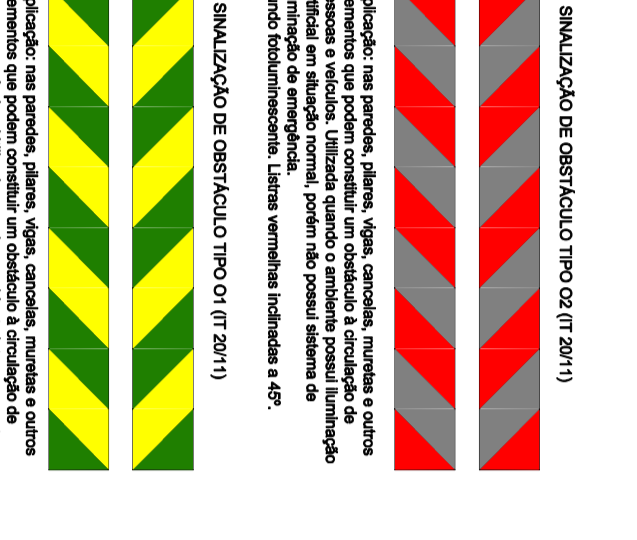 SINALIZAÇÃO DE OBSTÁCULO TIPO O2 (IT 20/11)
plicação: nas paredes, pilares, vigas, cancelas, muretas e outros
ementos que podem constituir um obstáculo à circulação de
ssoas e veículos. Utilizada quando o ambiente possui iluminação
tificial em situação normal, porém não possui sistema de
minação de emergência.
ndo fotoluminescente. Listras vermelhas inclinadas a 45º.
SINALIZAÇÃO DE OBSTÁCULO TIPO O1 (IT 20/11)
plicação: nas paredes, pilares, vigas, cancelas, muretas e outros
ementos que podem constituir um obstáculo à circulação de